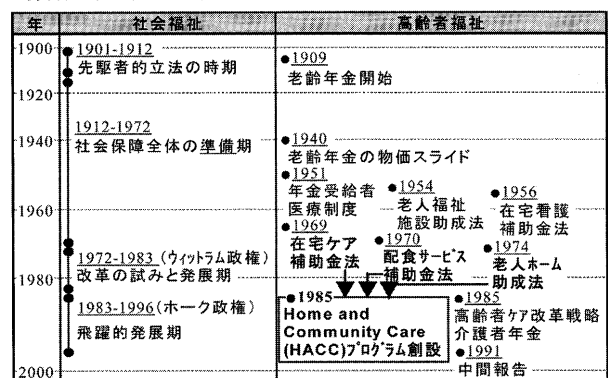 年 社会福祉 高齢者福祉
1900
1901-1912
先駆者的立法の時期
1909
老齢年金開始
1920
1912-1972
社会保障全体の準備期
1940
1940
老齢年金の物価スライド
1951
年金受給者
医療制度
1954
老人福祉
施設助成法
1956
在宅看護
補助金法
1960
1969
在宅ケア
補助金法
1970
配食サービス
補助金法
1974
老人ホーム
助成法
1972-1983 (ウィットラム政権)
改革の試みと発展期
1980
1983-1996(ホーク政権)
飛躍的発展期
1985
Home and
Community Care
(HACC)プログラム創設
1985
高齢者ケア改革戦略
介護者年金
1991
中間報告
2000